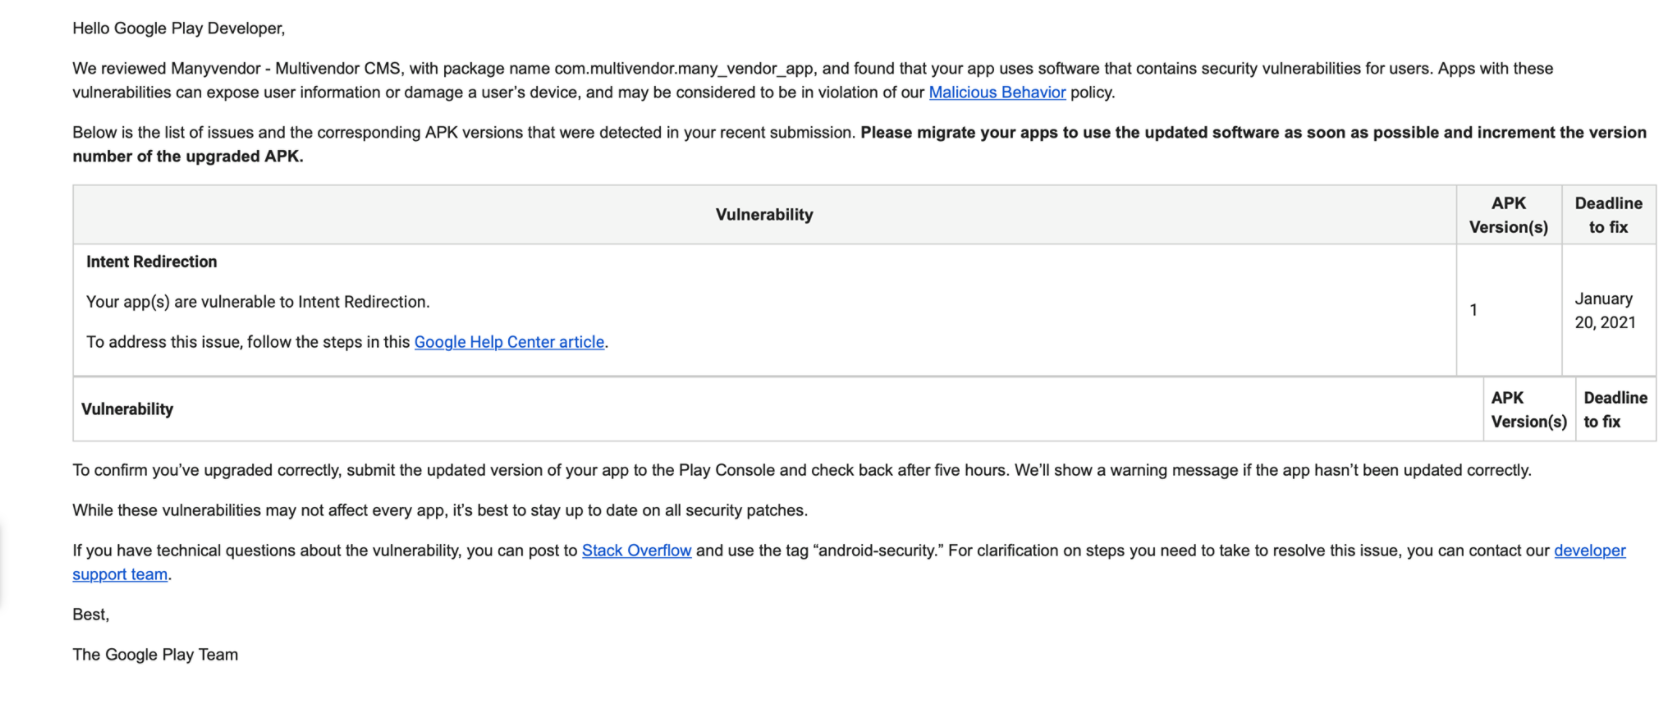 Hello Google Play Developer,
We reviewed Manyvendor - Multivendor CMS, with package name com.multivendor.many_vendor_app, and found that your app uses software that contains security vulnerabilities for users. Apps with these
vulnerabilities can expose user information or damage a user's device, and may be considered to be in violation of our Malicious Behavior policy.
Below is the list of issues and the corresponding APK versions that were detected in your recent submission. Please migrate your apps to use the updated software as soon as possible and increment the version
number of the upgraded APK.
Vulnerability
APK
Version(s)
Deadline
to fix
Intent Redirection
Your app(s) are vulnerable to Intent Redirection.
To address this issue, follow the steps in this Google Help Center article.
1
January
20, 2021
Vulnerability
APK
Version(s)
Deadline
to fix
To confirm you've upgraded correctly, submit the updated version of your app to the Play Console and check back after five hours. We'll show a warning message if the app hasn't been updated correctly.
While these vulnerabilities may not affect every app, it's best to stay up to date on all security patches.
If you have technical questions about the vulnerability, you can post to Stack Overflow and use the tag “android-security.” For clarification on steps you need to take to resolve this issue, you can contact our developer
support team.
Best,
The Google Play Team